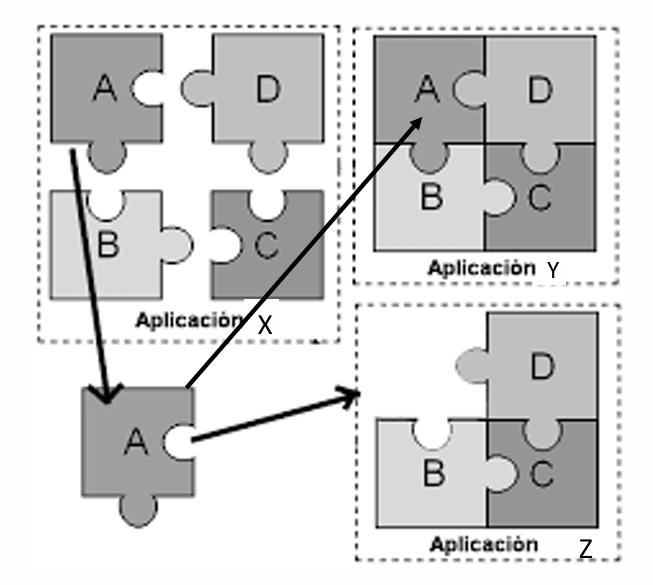 A D
B C
Aplicación X
A D
B C
Aplicación Y
A
D
B C
Aplicación Z